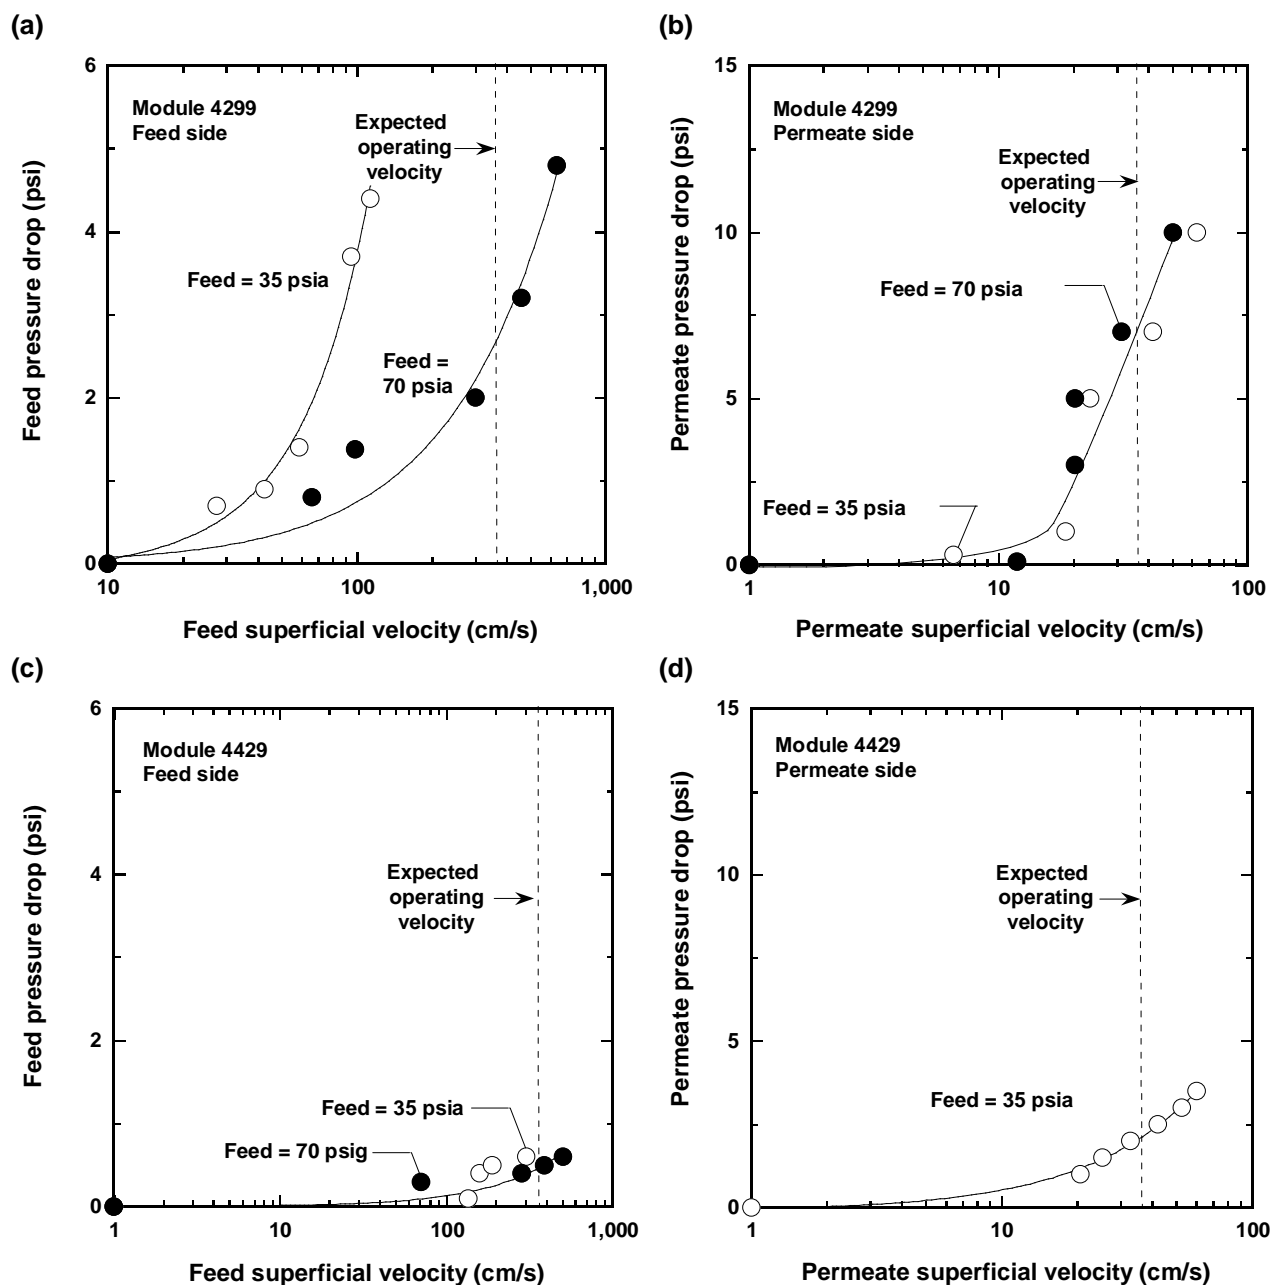 (a)
6
4
2
0
10
100
1,000
Feed pressure drop (psi)
Feed superficial velocity (cm/s)
Module 4299
Feed side
Expected
operating
velocity
Feed = 35 psia
Feed =
70 psia
(b)
15
10
5
0
1
10
100
Permeate pressure drop (psi)
Permeate superficial velocity (cm/s)
Module 4299
Permeate side
Expected
operating
velocity
Feed = 70 psia
Feed = 35 psia
(c)
6
4
2
0
1
10
100
1,000
Feed pressure drop (psi)
Feed superficial velocity (cm/s)
Module 4429
Feed side
Expected
operating
velocity
Feed = 35 psia
Feed = 70 psig
(d)
15
10
5
0
1
10
100
Permeate pressure drop (psi)
Permeate superficial velocity (cm/s)
Module 4429
Permeate side
Expected
operating
velocity
Feed = 35 psia